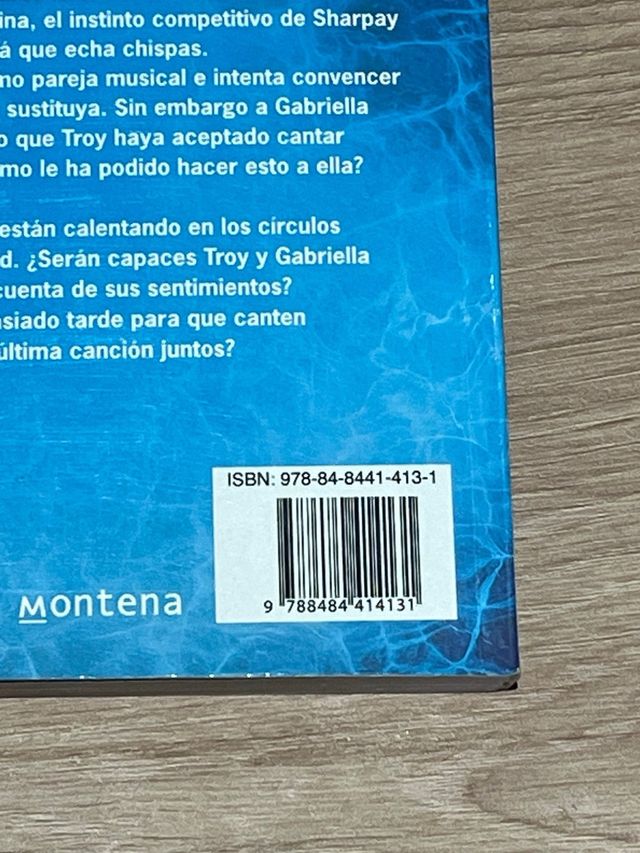 ina, el instinto competitivo de Sharpay
á que echa chispas.
no pareja musical e intenta convencer
sustituya. Sin embargo a Gabriella
o que Troy haya aceptado cantar
mo le ha podido hacer esto a ella?
están calentando en los círculos
d. ¿Serán capaces Troy y Gabriella
cuenta de sus sentimientos?
asiado tarde para que canten
última canción juntos?
ISBN: 978-84-8441-413-1
9 788484 414131
Montena